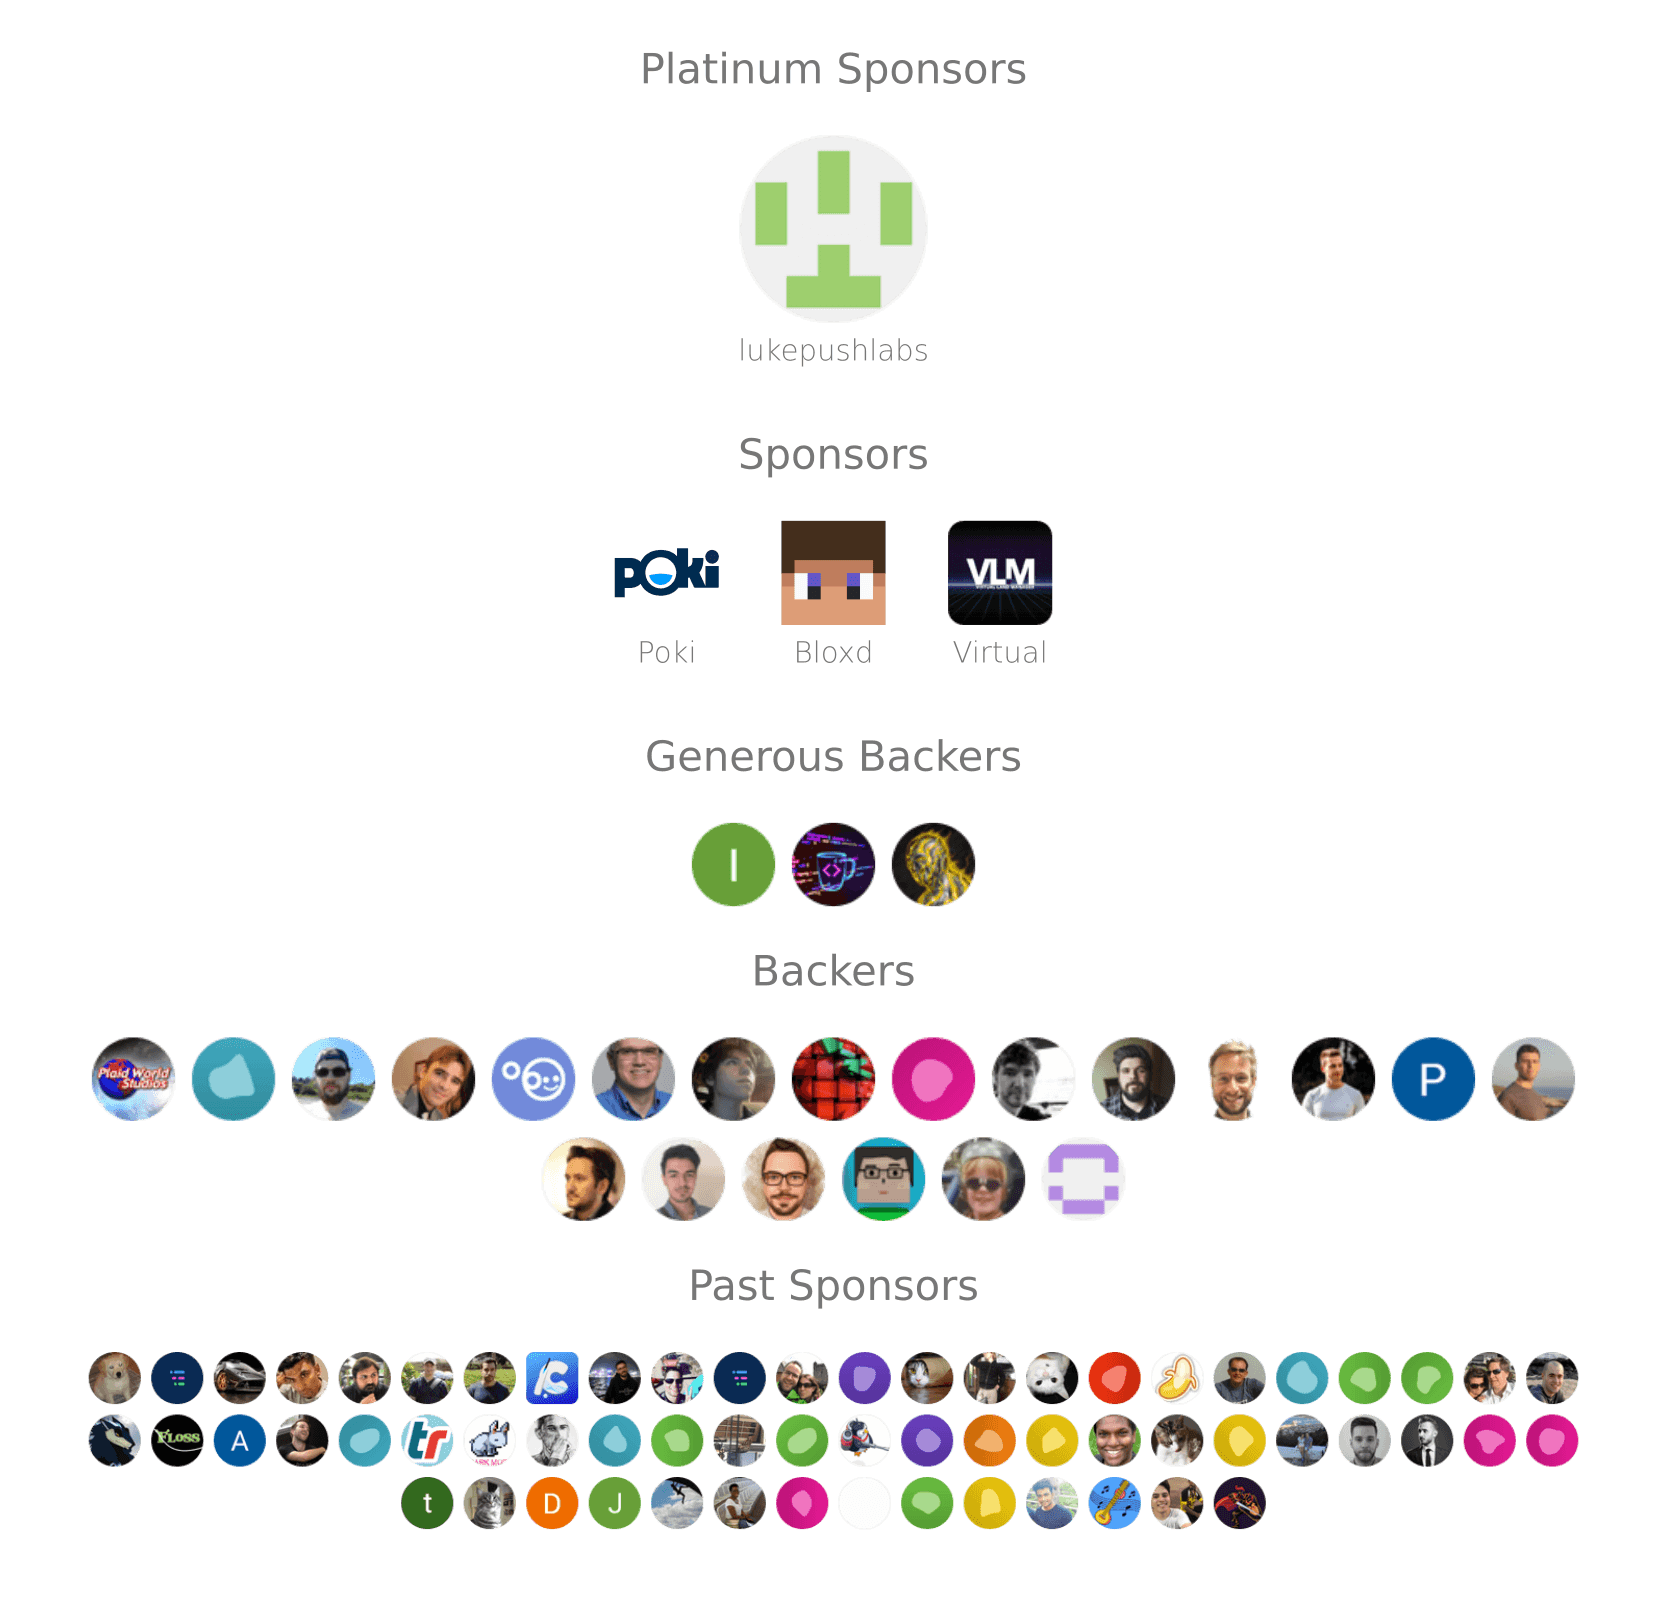 Platinum Sponsors
lukepushlabs
Sponsors
poki
VLM
Poki Bloxd Virtual
Generous Backers
I
Backers
Plaid World
Studios
P
Past Sponsors
FLOSS A tr
t D J